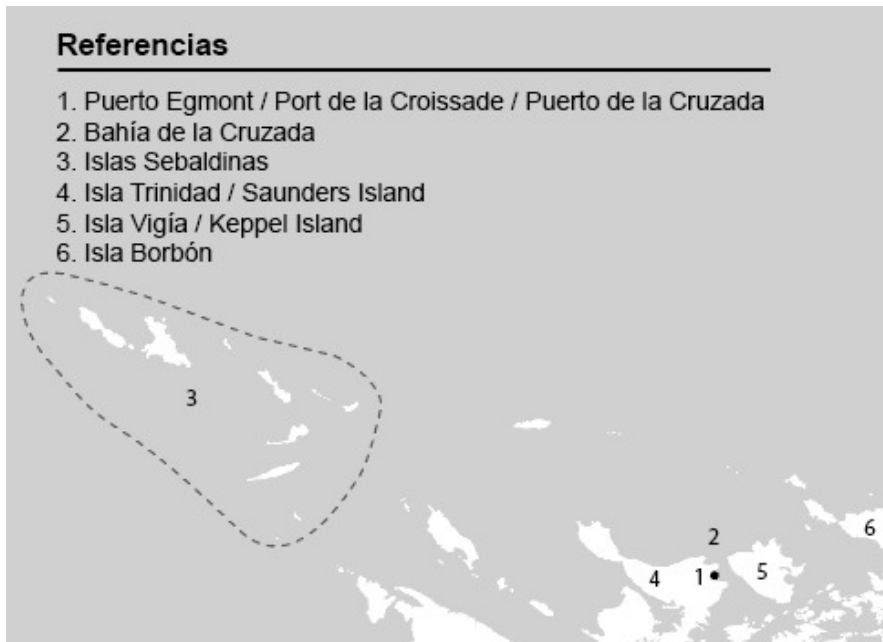 Referencias
1. Puerto Egmont / Port de la Croissade / Puerto de la Cruzada
2. Bahía de la Cruzada
3. Islas Sebaldinas
4. Isla Trinidad / Saunders Island
5. Isla Vigía / Keppel Island
6. Isla Borbón
3
2
6
4
1
5